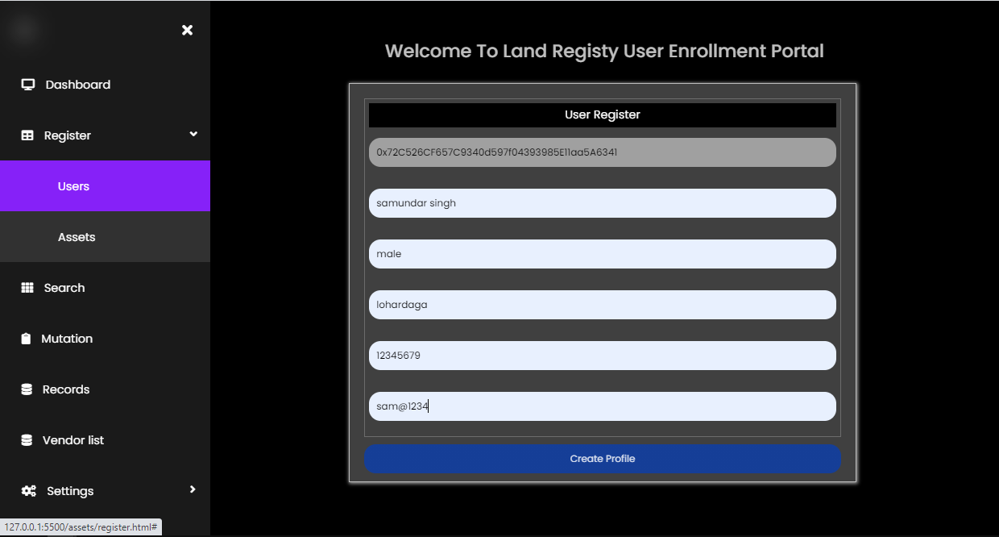 Dashboard
Register
Users
Assets
Search
Mutation
Records
Vendor list
Settings
127.0.0.1:5500/assets/register.html#
Welcome To Land Registy User Enrollment Portal
User Register
0x72C526CF657C9340d597f04393985E11aa5A6341
samundar singh
male
lohardaga
12345679
sam@1234
Create Profile